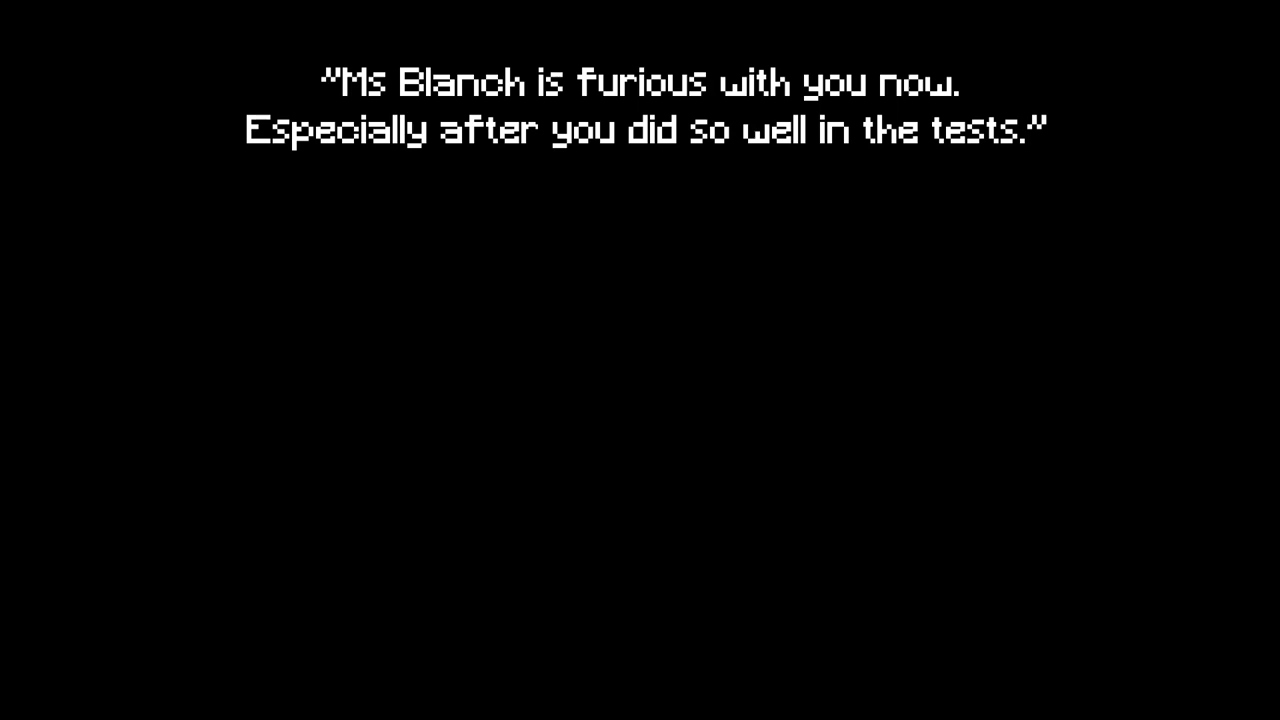 "Ms Blanch is furious with you now.
Especially after you did so well in the tests."